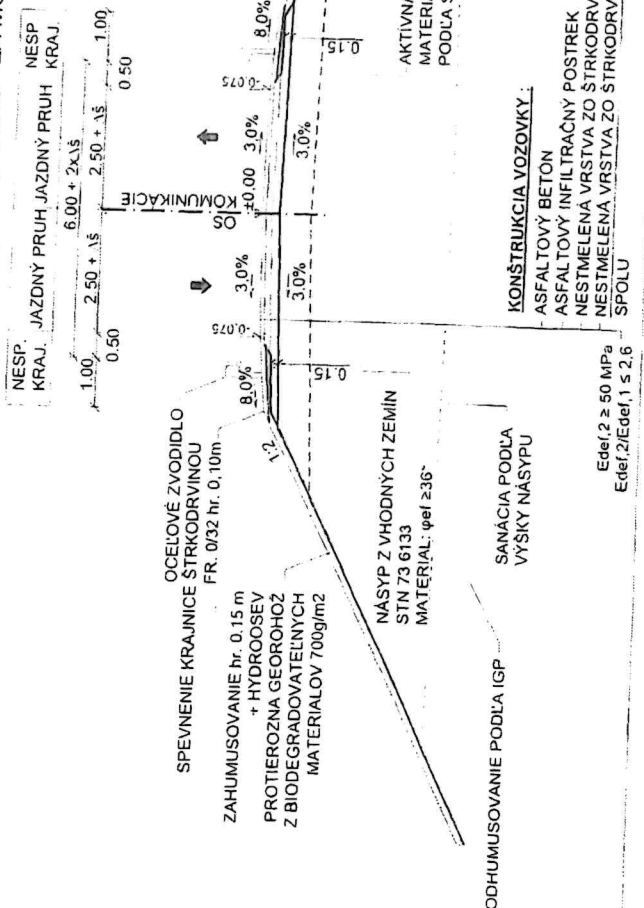 NESP.
KRAJ.
JAZDNÝ PRUH
JAZDNÝ PRUH
NESP
KRAJ.
6.00 + 2x∆š
1.00
2.50 + ∆š
2.50 + ∆š
1.00
0.50
0.50
OS
KOMUNIKÁCIE
±0.00
8.0%
-0.075
3.0%
3.0%
-0.075
8.0%
3.0%
3.0%
0.15
0.15
1:2
OCEĽOVÉ ZVODIDLO
SPEVNENIE KRAJNICE ŠTRKODRVINOU
FR. 0/32 hr. 0,10m
ZAHUMUSOVANIE hr. 0.15 m
+ HYDROOSEV
PROTIEROZNA GEOROHOŽ
Z BIODEGRADOVATEĽNÝCH
MATERIALOV 700g/m2
NÁSYP Z VHODNÝCH ZEMÍN
STN 73 6133
MATERIAL: φef ≥36°
AKTÍVNA
MATERI
PODĽA S
SANÁCIA PODĽA
VÝŠKY NÁSYPU
ODHUMUSOVANIE PODĽA IGP
KONŠTRUKCIA VOZOVKY :
ASFALTOVÝ BETÓN
ASFALTOVÝ INFILTRAČNÝ POSTREK
NESTMELENÁ VRSTVA ZO ŠTRKODRV
NESTMELENÁ VRSTVA ZO ŠTRKODRV
SPOLU
Edef,2 ≥ 50 MPa
Edef,2/Edef,1 ≤ 2,6